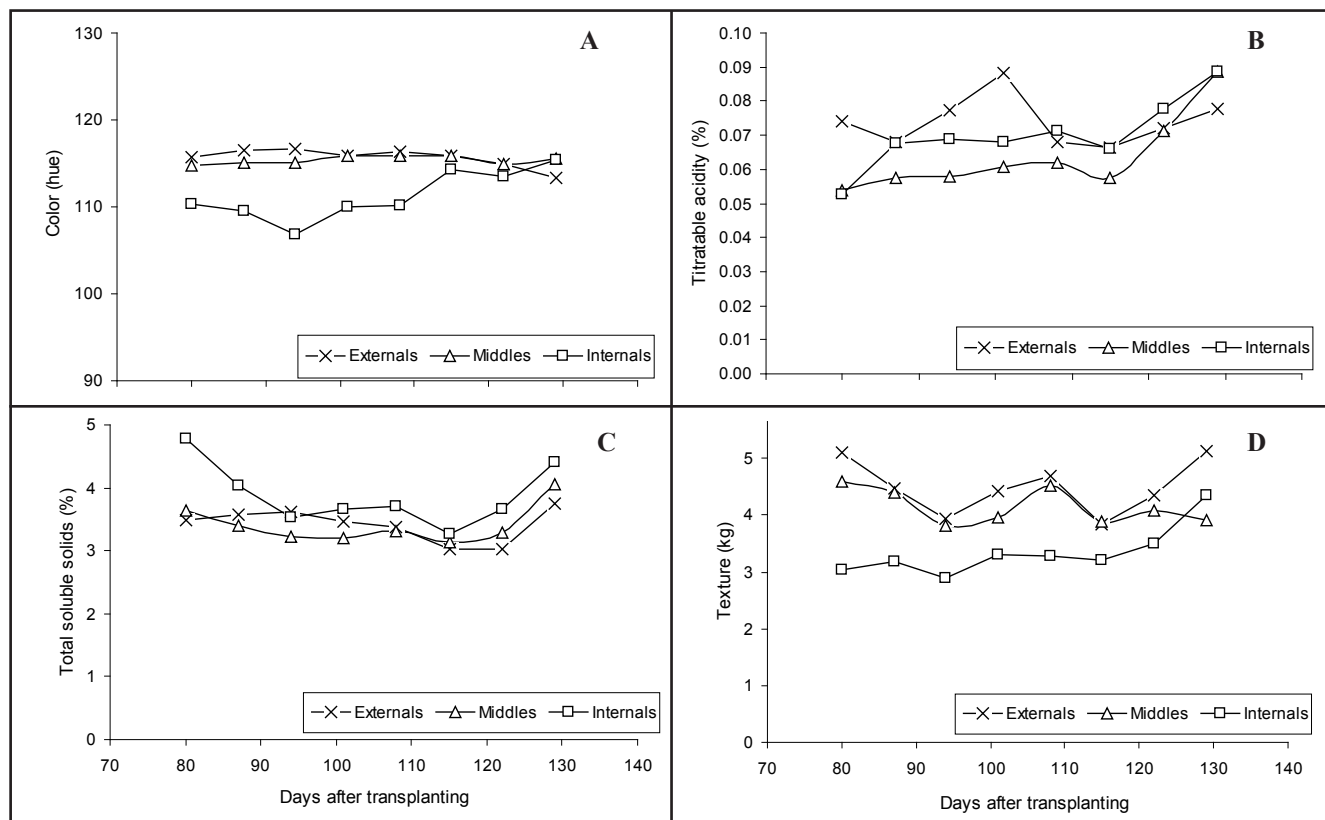 A
130
120
110
100
90
Color (hue)
Externals Middles Internals
B
0.10
0.09
0.08
0.07
0.06
0.05
0.04
0.03
0.02
0.01
0.00
Titratable acidity (%)
Externals Middles Internals
C
5
4
3
2
1
0
Total soluble solids (%)
Externals Middles Internals
70 80 90 100 110 120 130 140
Days after transplanting
D
5
4
3
2
1
0
Texture (kg)
Externals Middles Internals
70 80 90 100 110 120 130 140
Days after transplanting